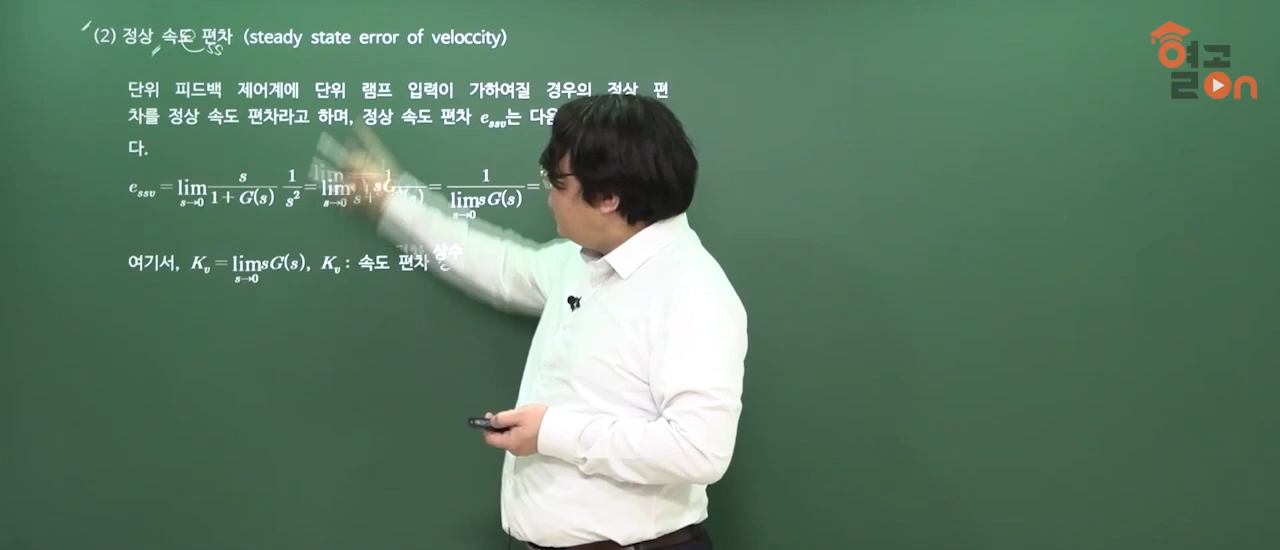 (2) 정상 속도 편차 (steady state error of veloccity)
열고
on
단위 피드백 제어계에 단위 램프 입력이 가하여질 경우의 정상 편
차를 정상 속도 편차라고 하며, 정상 속도 편차 e_ssv는 다음
다.
e_ssv = lim_{s→0} s/(1+G(s)) 1/s² = lim_{s→0} = 1/(lim_{s→0} sG(s)) =
여기서, K_v = lim_{s→0} sG(s), K_v : 속도 편차 상수